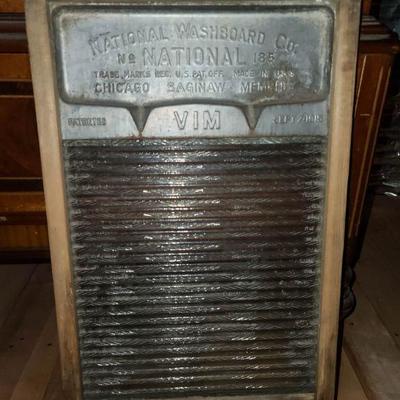 NATIONAL WASHBOARD CO.
No NATIONAL 185
TRADE MARKS REG. U.S. PAT. OFF. MADE IN U.S.A.
CHICAGO SAGINAW MEMPHIS
PATENTED VIM